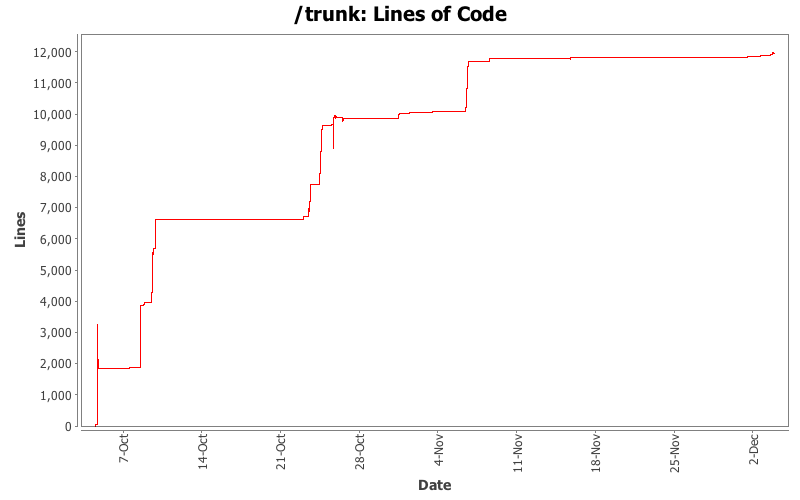 /trunk: Lines of Code
12,000
11,000
10,000
9,000
8,000
7,000
6,000
5,000
4,000
3,000
2,000
1,000
0
Lines
7-Oct
14-Oct
21-Oct
28-Oct
4-Nov
11-Nov
18-Nov
25-Nov
2-Dec
Date